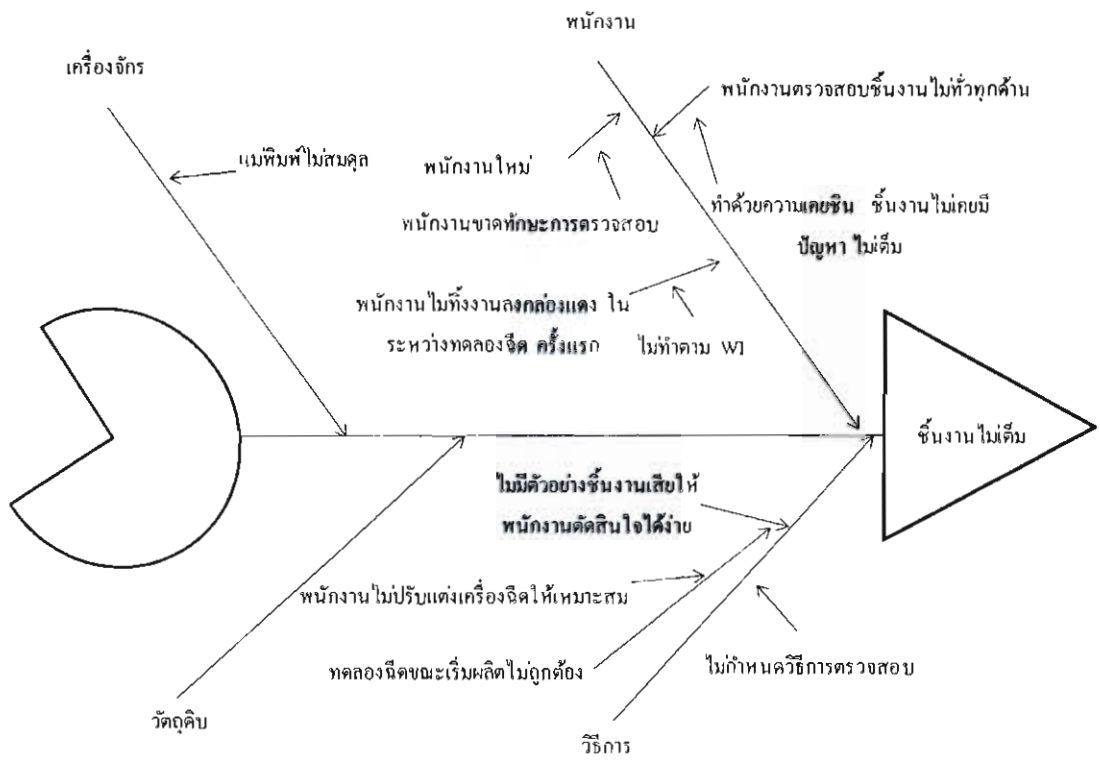 พนักงาน
เครื่องจักร
พนักงานตรวจสอบชิ้นงานไม่ทั่วทุกด้าน
แม่พิมพ์ไม่สมดุล
พนักงานใหม่
ทำด้วยความเคยชิน ชิ้นงานไม่เคยมี
ปัญหา ไม่เต็ม
พนักงานขาดทักษะการตรวจสอบ
พนักงานไม่ทิ้งงานลงกล่องแดง ใน
ระหว่างทดลองฉีด ครั้งแรก
ไม่ทำตาม WI
ชิ้นงานไม่เต็ม
ไม่มีตัวอย่างชิ้นงานเสียให้
พนักงานตัดสินใจได้ง่าย
พนักงานไม่ปรับแต่งเครื่องฉีดให้เหมาะสม
ทดลองฉีดขณะเริ่มผลิตไม่ถูกต้อง
ไม่กำหนดวิธีการตรวจสอบ
วัตถุดิบ
วิธีการ